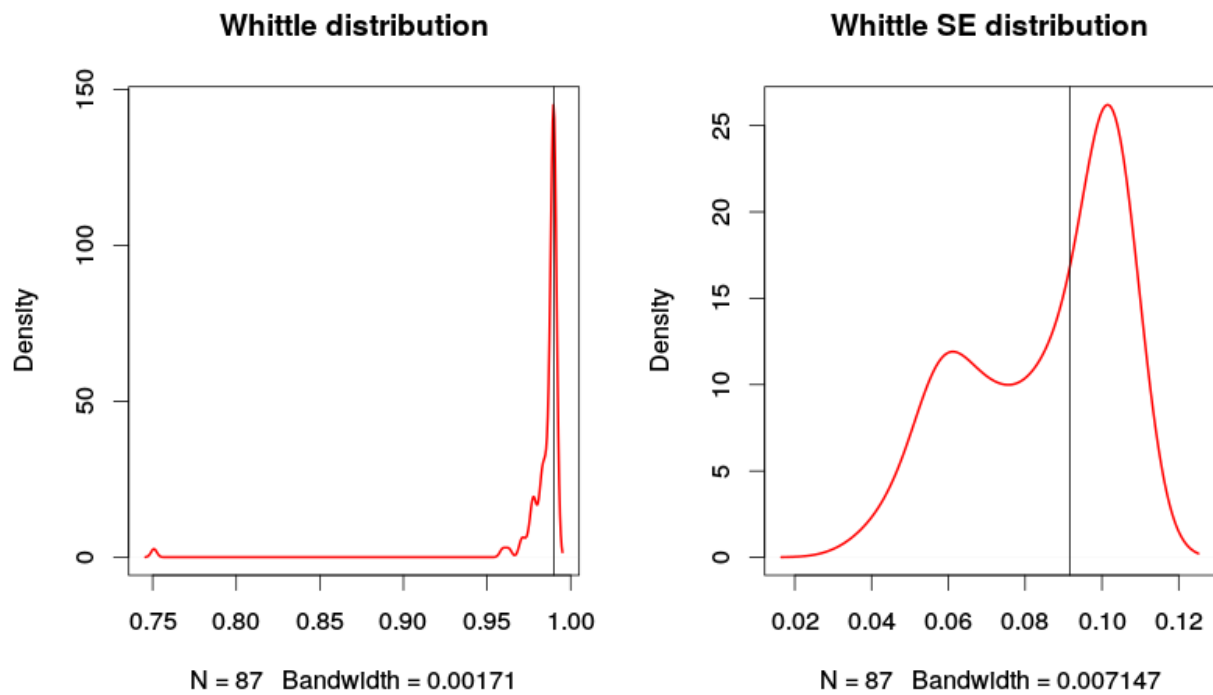 Whittle distribution
Density
150
100
50
0
0.75 0.80 0.85 0.90 0.95 1.00
N = 87 Bandwidth = 0.00171
Whittle SE distribution
Density
25
20
15
10
5
0
0.02 0.04 0.06 0.08 0.10 0.12
N = 87 Bandwidth = 0.007147